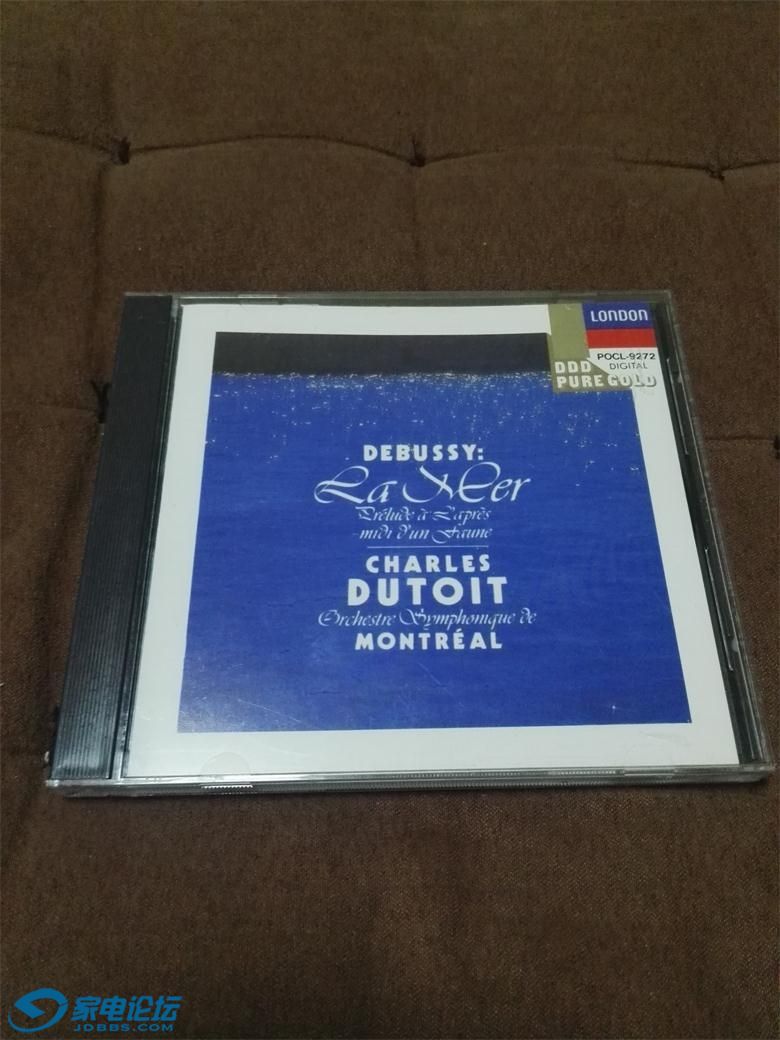 LONDON
POCL-9272
DIGITAL
DDD
PURE GOLD
DEBUSSY:
La Mer
Prélude à L'après
-midi d'un Faune
CHARLES
DUTOIT
Orchestre Symphonique de
MONTRÉAL
家电论坛
JDBBS.COM